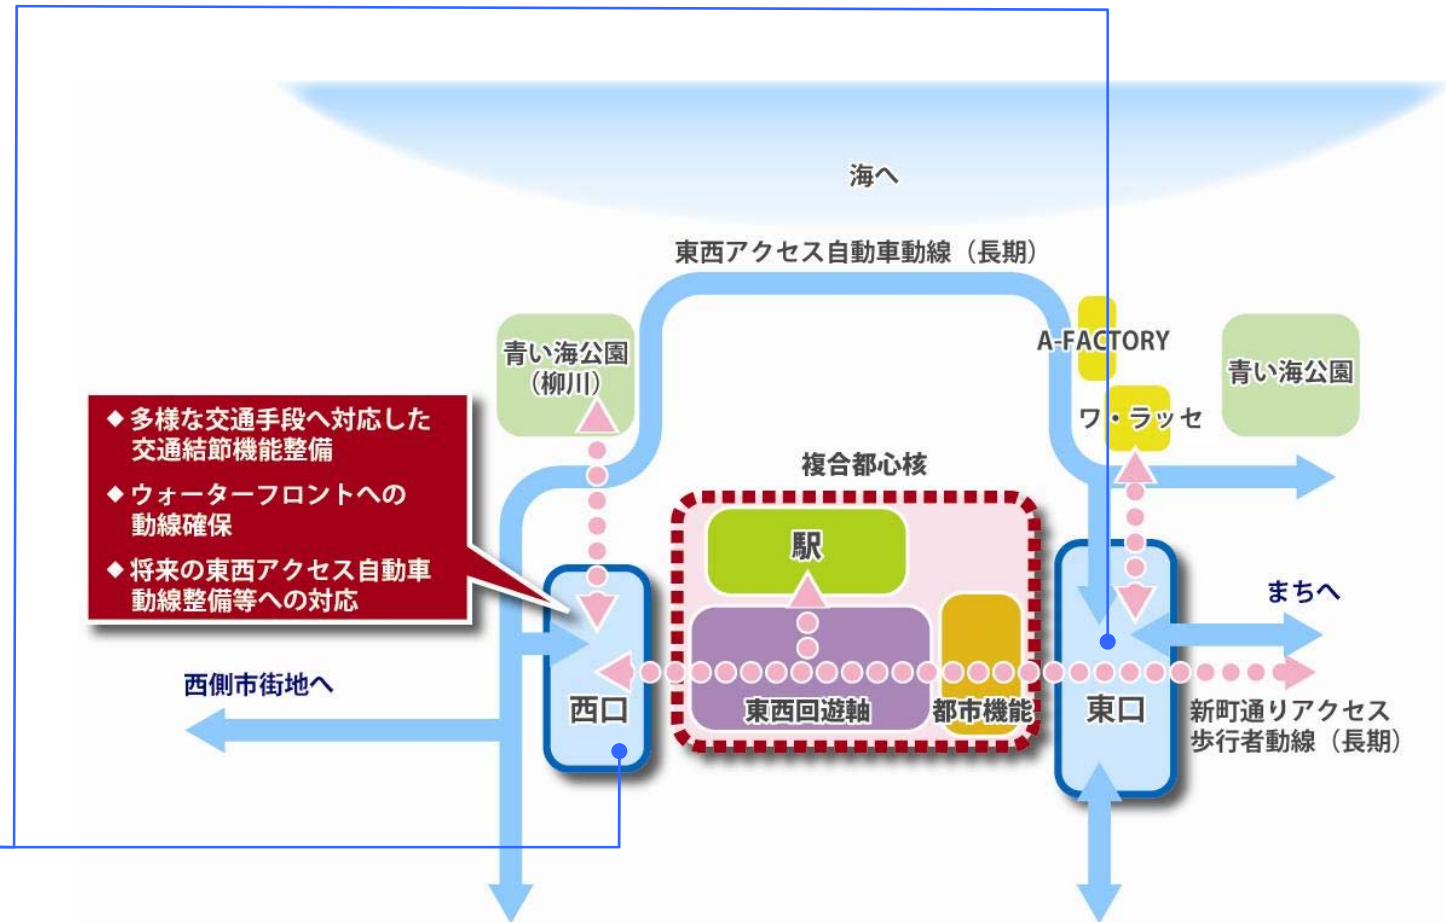 海へ
東西アクセス自動車動線（長期）
青い海公園
（柳川）
A-FACTORY
青い海公園
ワ・ラッセ
◆ 多様な交通手段へ対応した
交通結節機能整備
◆ ウォーターフロントへの
動線確保
◆ 将来の東西アクセス自動車
動線整備等への対応
複合都心核
駅
まちへ
西側市街地へ
西口
東西回遊軸
都市機能
東口
新町通りアクセス
歩行者動線（長期）